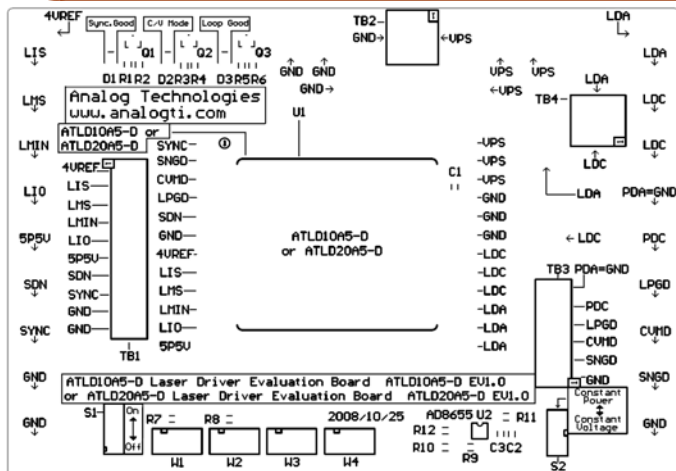 4VREF
Sync.Good
C/V Mode
Loop Good
TB2
GND
VPS
LDA
LIS
Q1
Q2
Q3
D1 R1 R2
D2 R3 R4
D3 R5 R6
GND
GND
GND
VPS
VPS
VPS
LDA
LDA
TB4
LMS
Analog Technologies
www.analogti.com
U1
LDC
ATLD10A5-D or
ATLD20A5-D
LMIN
LDC
LDC
4VREF
LIS
LMS
LMIN
LIO
5P5V
SDN
SYNC
GND
GND
TB1
SYNC
SNGD
CVMD
LPGD
SDN
GND
4VREF
LIS
LMS
LMIN
LIO
5P5V
ATLD10A5-D
or ATLD20A5-D
C1
VPS
VPS
VPS
GND
GND
GND
LDC
LDC
LDC
LDA
LDA
LDA
LDA
LDC
LIO
5P5V
SDN
SYNC
GND
GND
PDA=GND
PDC
LPGD
CVMD
SNGD
GND
TB3
PDA=GND
PDC
LPGD
CVMD
SNGD
GND
ATLD10A5-D Laser Driver Evaluation Board ATLD10A5-D EV1.0
or ATLD20A5-D Laser Driver Evaluation Board ATLD20A5-D EV1.0
S1
On
Off
R7
R8
2008/10/25
AD8655 U2
R11
R12
R10
R9
C3C2
W1
W2
W3
W4
Constant
Power
Constant
Voltage
S2